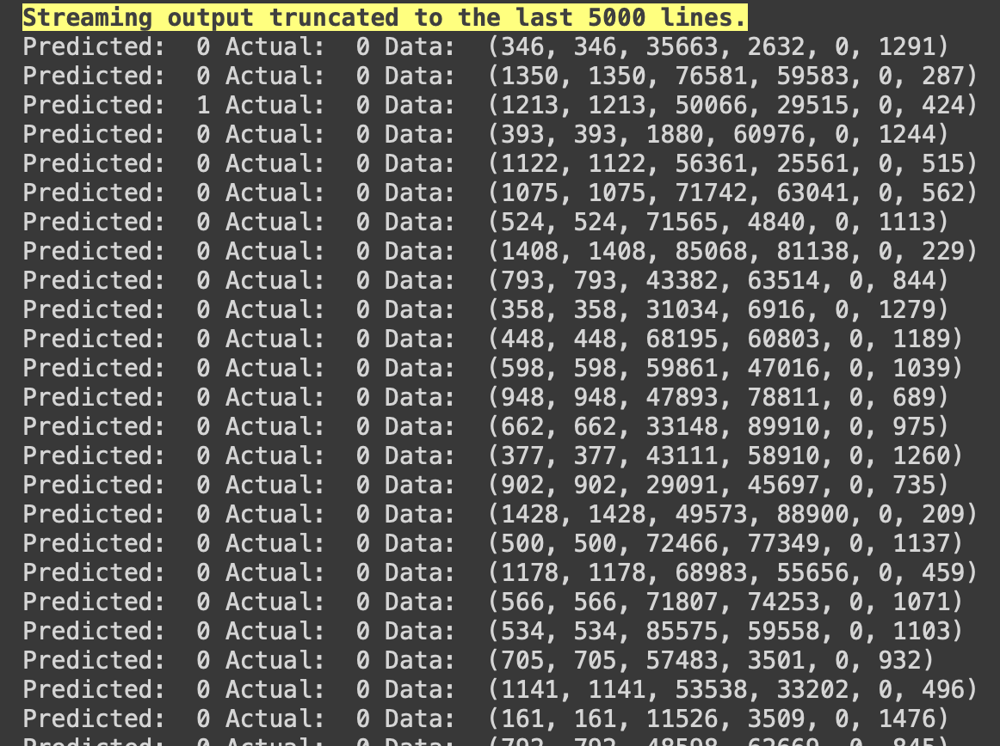 Streaming output truncated to the last 5000 lines.
Predicted:  0 Actual:  0 Data:  (346, 346, 35663, 2632, 0, 1291)
Predicted:  0 Actual:  0 Data:  (1350, 1350, 76581, 59583, 0, 287)
Predicted:  1 Actual:  0 Data:  (1213, 1213, 50066, 29515, 0, 424)
Predicted:  0 Actual:  0 Data:  (393, 393, 1880, 60976, 0, 1244)
Predicted:  0 Actual:  0 Data:  (1122, 1122, 56361, 25561, 0, 515)
Predicted:  0 Actual:  0 Data:  (1075, 1075, 71742, 63041, 0, 562)
Predicted:  0 Actual:  0 Data:  (524, 524, 71565, 4840, 0, 1113)
Predicted:  0 Actual:  0 Data:  (1408, 1408, 85068, 81138, 0, 229)
Predicted:  0 Actual:  0 Data:  (793, 793, 43382, 63514, 0, 844)
Predicted:  0 Actual:  0 Data:  (358, 358, 31034, 6916, 0, 1279)
Predicted:  0 Actual:  0 Data:  (448, 448, 68195, 60803, 0, 1189)
Predicted:  0 Actual:  0 Data:  (598, 598, 59861, 47016, 0, 1039)
Predicted:  0 Actual:  0 Data:  (948, 948, 47893, 78811, 0, 689)
Predicted:  0 Actual:  0 Data:  (662, 662, 33148, 89910, 0, 975)
Predicted:  0 Actual:  0 Data:  (377, 377, 43111, 58910, 0, 1260)
Predicted:  0 Actual:  0 Data:  (902, 902, 29091, 45697, 0, 735)
Predicted:  0 Actual:  0 Data:  (1428, 1428, 49573, 88900, 0, 209)
Predicted:  0 Actual:  0 Data:  (500, 500, 72466, 77349, 0, 1137)
Predicted:  0 Actual:  0 Data:  (1178, 1178, 68983, 55656, 0, 459)
Predicted:  0 Actual:  0 Data:  (566, 566, 71807, 74253, 0, 1071)
Predicted:  0 Actual:  0 Data:  (534, 534, 85575, 59558, 0, 1103)
Predicted:  0 Actual:  0 Data:  (705, 705, 57483, 3501, 0, 932)
Predicted:  0 Actual:  0 Data:  (1141, 1141, 53538, 33202, 0, 496)
Predicted:  0 Actual:  0 Data:  (161, 161, 11526, 3509, 0, 1476)
Predicted:  0 Actual:  0 Data: